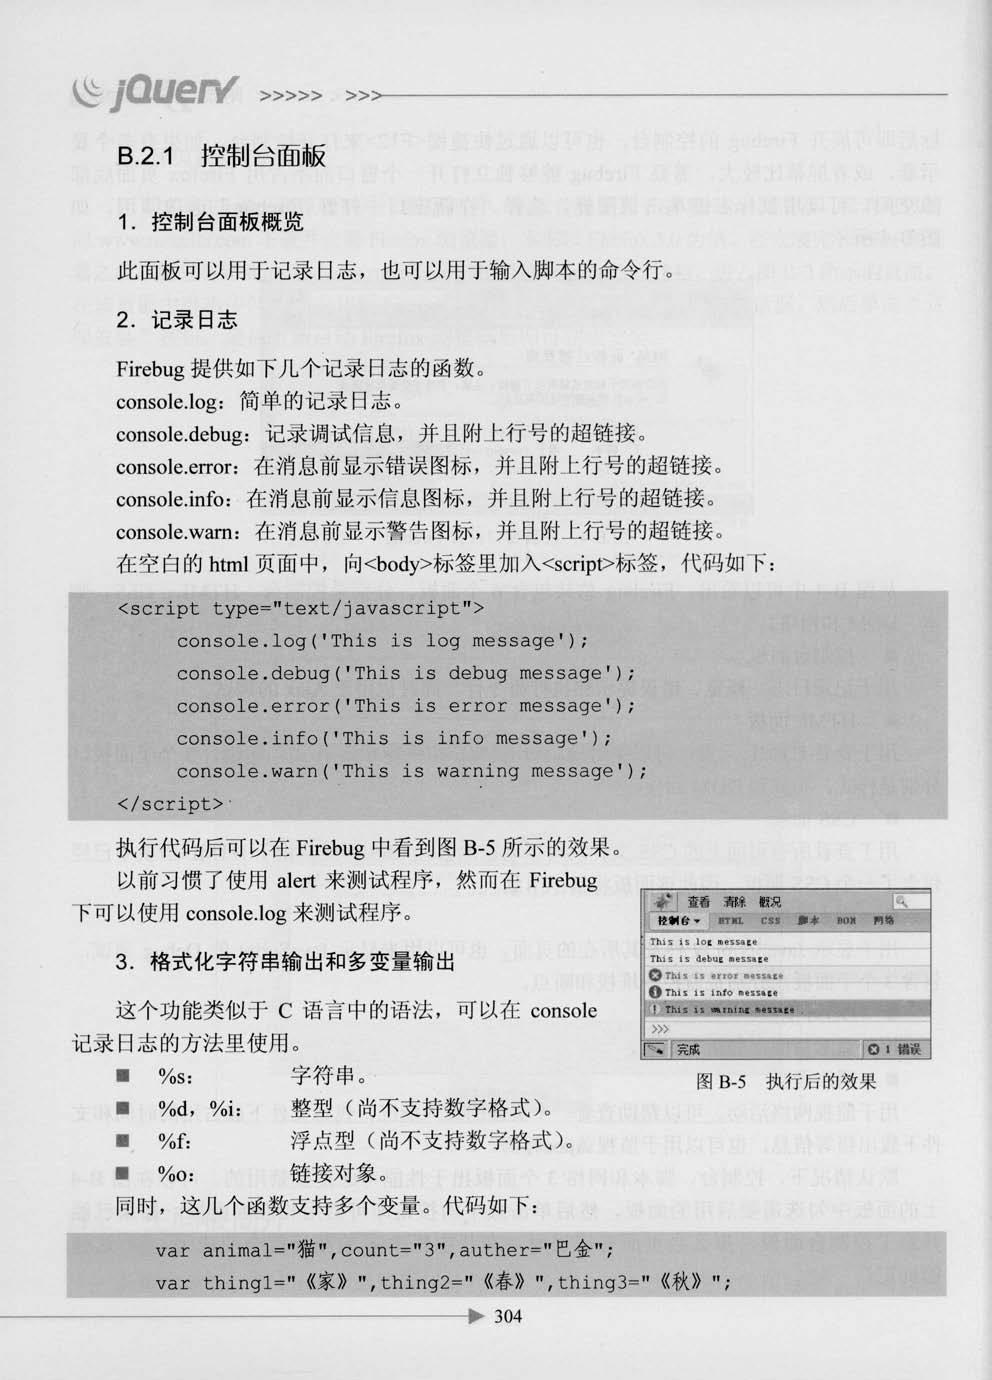 jQuery >>>>> >>>
B.2.1 控制台面板
1. 控制台面板概览
此面板可以用于记录日志，也可以用于输入脚本的命令行。
2. 记录日志
Firebug 提供如下几个记录日志的函数。
console.log：简单的记录日志。
console.debug：记录调试信息，并且附上行号的超链接。
console.error：在消息前显示错误图标，并且附上行号的超链接。
console.info：在消息前显示信息图标，并且附上行号的超链接。
console.warn：在消息前显示警告图标，并且附上行号的超链接。
在空白的 html 页面中，向<body>标签里加入<script>标签，代码如下：
<script type="text/javascript">
console.log('This is log message');
console.debug('This is debug message');
console.error('This is error message');
console.info('This is info message');
console.warn('This is warning message');
</script>
执行代码后可以在 Firebug 中看到图 B-5 所示的效果。
以前习惯了使用 alert 来测试程序，然而在 Firebug
下可以使用 console.log 来测试程序。
3. 格式化字符串输出和多变量输出
这个功能类似于 C 语言中的语法，可以在 console
记录日志的方法里使用。
■ %s： 字符串。
■ %d，%i： 整型（尚不支持数字格式）。
■ %f： 浮点型（尚不支持数字格式）。
■ %o： 链接对象。
查看 清除 概况
控制台 HTML CSS 脚本 DOM 网络
This is log message
This is debug message
This is error message
This is info message
This is warning message
>>>
完成 1 错误
图 B-5 执行后的效果
同时，这几个函数支持多个变量。代码如下：
var animal="猫",count="3",auther="巴金";
var thing1="《家》",thing2="《春》",thing3="《秋》";
304